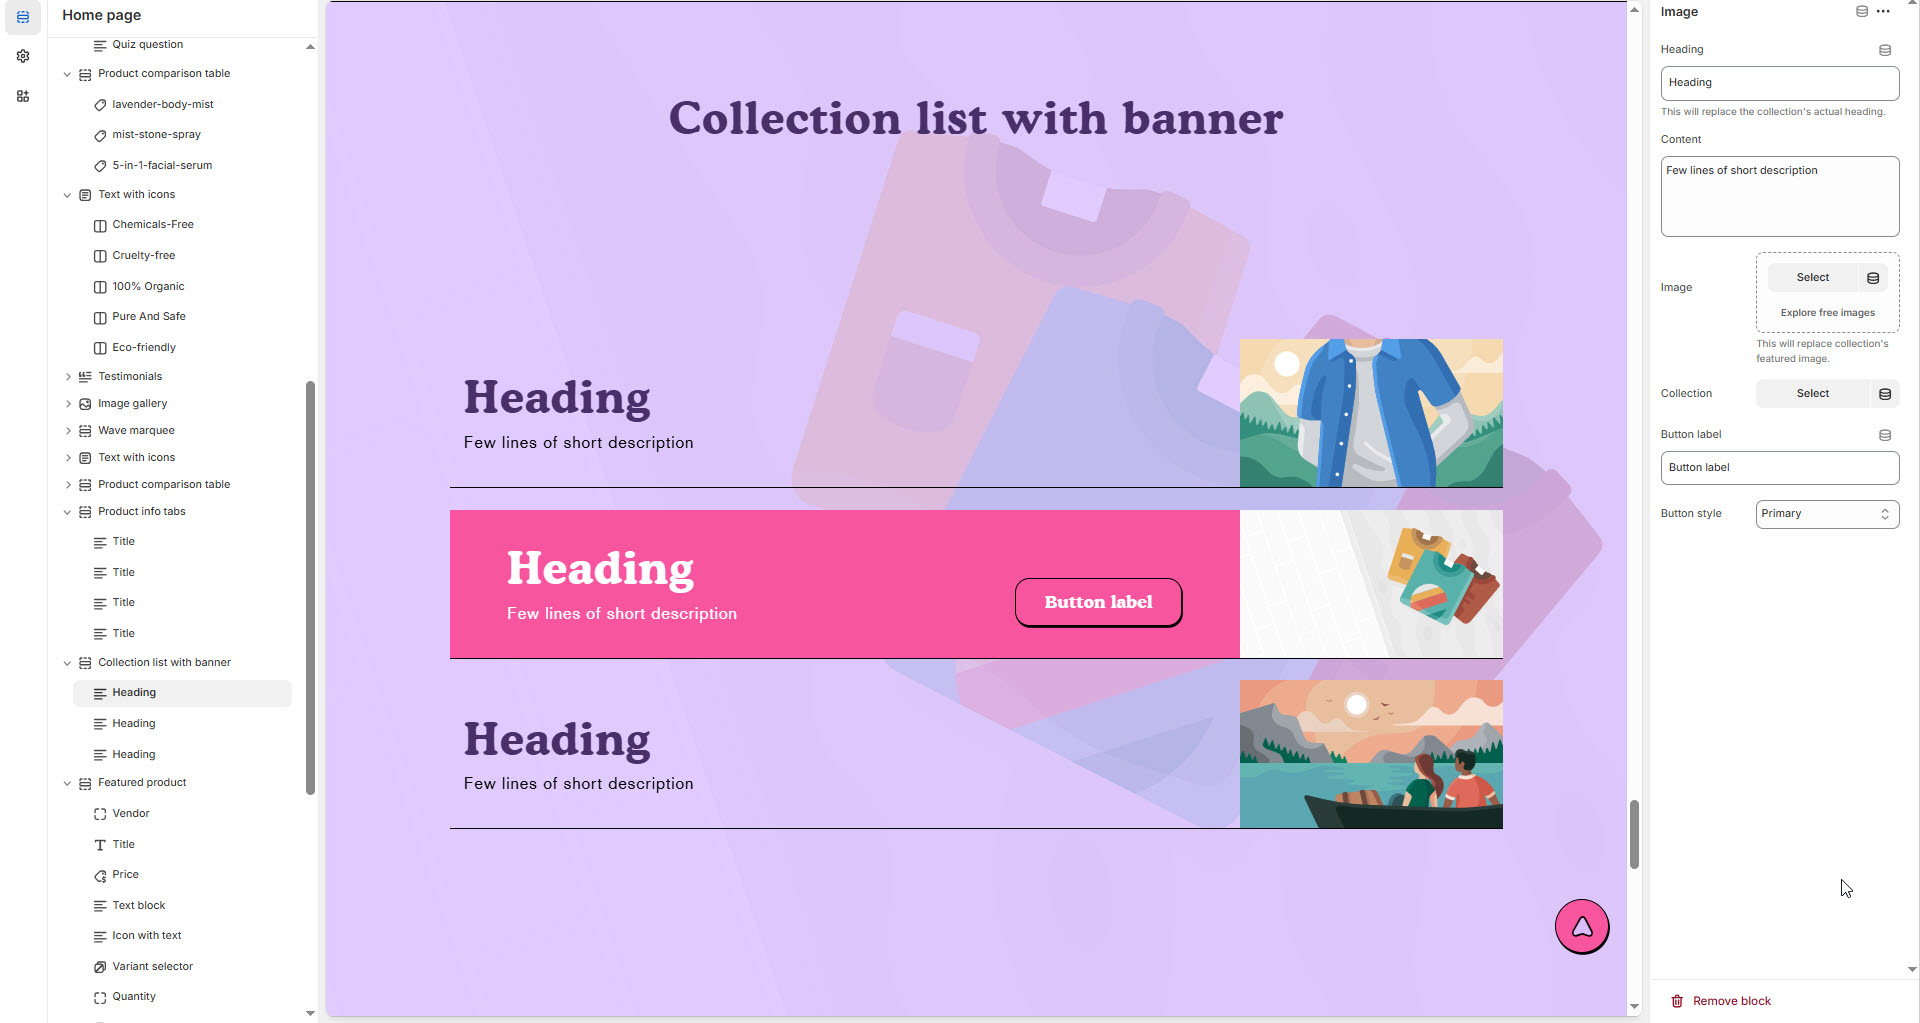 Home page
Quiz question
Product comparison table
lavender-body-mist
mist-stone-spray
5-in-1-facial-serum
Text with icons
Chemicals-Free
Cruelty-free
100% Organic
Pure And Safe
Eco-friendly
Testimonials
Image gallery
Wave marquee
Text with icons
Product comparison table
Product info tabs
Title
Title
Title
Title
Collection list with banner
Heading
Heading
Heading
Featured product
Vendor
Title
Price
Text block
Icon with text
Variant selector
Quantity
Collection list with banner
Heading
Few lines of short description
Heading
Few lines of short description
Button label
Heading
Few lines of short description
Image
Heading
Heading
This will replace the collection's actual heading.
Content
Few lines of short description
Image
Select
Explore free images
This will replace collection's
featured image.
Collection
Select
Button label
Button label
Button style
Primary
Remove block